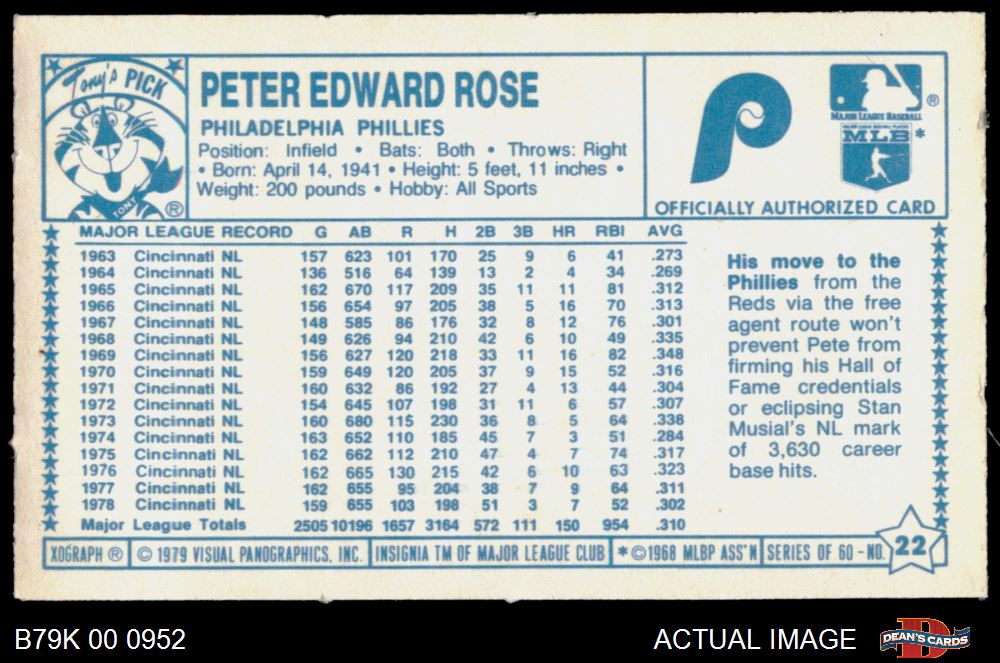 Tony's PICK
TONY ®
PETER EDWARD ROSE
PHILADELPHIA PHILLIES
Position: Infield • Bats: Both • Throws: Right
• Born: April 14, 1941 • Height: 5 feet, 11 inches •
Weight: 200 pounds • Hobby: All Sports
P
MAJOR LEAGUE BASEBALL ®
MAJOR LEAGUE BASEBALL PLAYERS
MLB *
OFFICIALLY AUTHORIZED CARD
MAJOR LEAGUE RECORD G AB R H 2B 3B HR RBI AVG
1963 Cincinnati NL 157 623 101 170 25 9 6 41 .273
1964 Cincinnati NL 136 516 64 139 13 2 4 34 .269
1965 Cincinnati NL 162 670 117 209 35 11 11 81 .312
1966 Cincinnati NL 156 654 97 205 38 5 16 70 .313
1967 Cincinnati NL 148 585 86 176 32 8 12 76 .301
1968 Cincinnati NL 149 626 94 210 42 6 10 49 .335
1969 Cincinnati NL 156 627 120 218 33 11 16 82 .348
1970 Cincinnati NL 159 649 120 205 37 9 15 52 .316
1971 Cincinnati NL 160 632 86 192 27 4 13 44 .304
1972 Cincinnati NL 154 645 107 198 31 11 6 57 .307
1973 Cincinnati NL 160 680 115 230 36 8 5 64 .338
1974 Cincinnati NL 163 652 110 185 45 7 3 51 .284
1975 Cincinnati NL 162 662 112 210 47 4 7 74 .317
1976 Cincinnati NL 162 665 130 215 42 6 10 63 .323
1977 Cincinnati NL 162 655 95 204 38 7 9 64 .311
1978 Cincinnati NL 159 655 103 198 51 3 7 52 .302
Major League Totals 2505 10196 1657 3164 572 111 150 954 .310
His move to the
Phillies from the
Reds via the free
agent route won't
prevent Pete from
firming his Hall of
Fame credentials
or eclipsing Stan
Musial's NL mark
of 3,630 career
base hits.
XOGRAPH ® © 1979 VISUAL PANOGRAPHICS, INC. INSIGNIA TM OF MAJOR LEAGUE CLUB * © 1968 MLBP ASS'N SERIES OF 60 - NO. 22
B79K 00 0952
ACTUAL IMAGE
D
DEAN'S CARDS